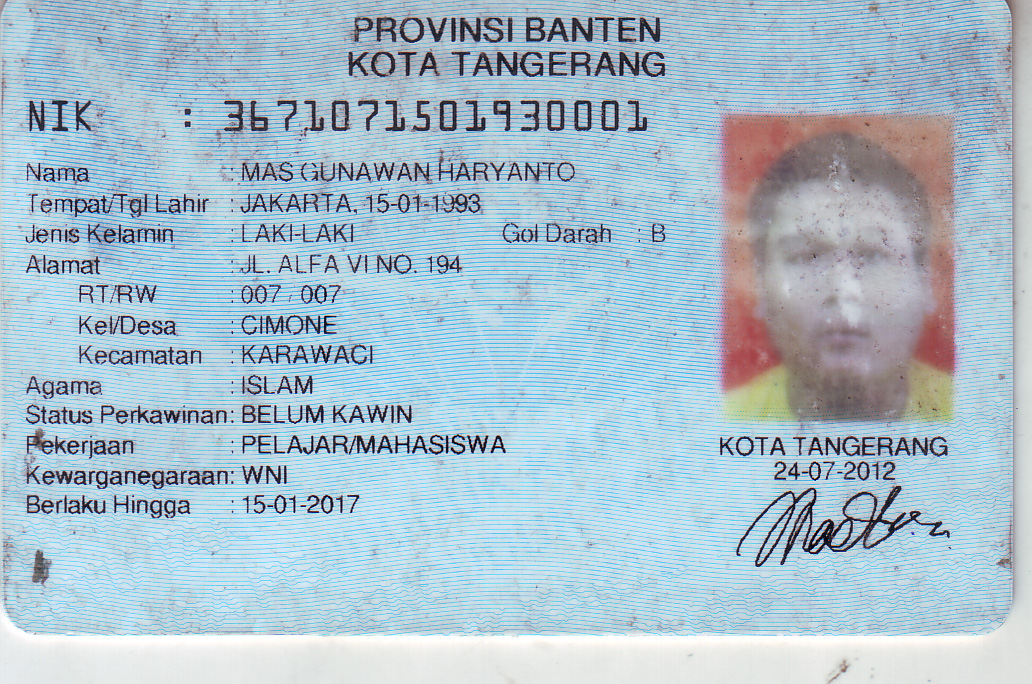 PROVINSI BANTEN
KOTA TANGERANG
NIK : 3671071501930001
Nama : MAS GUNAWAN HARYANTO
Tempat/Tgl Lahir : JAKARTA, 15-01-1993
Jenis Kelamin : LAKI-LAKI Gol Darah : B
Alamat : JL. ALFA VI NO. 194
RT/RW : 007 / 007
Kel/Desa : CIMONE
Kecamatan : KARAWACI
Agama : ISLAM
Status Perkawinan: BELUM KAWIN
Pekerjaan : PELAJAR/MAHASISWA
Kewarganegaraan: WNI
Berlaku Hingga : 15-01-2017
KOTA TANGERANG
24-07-2012